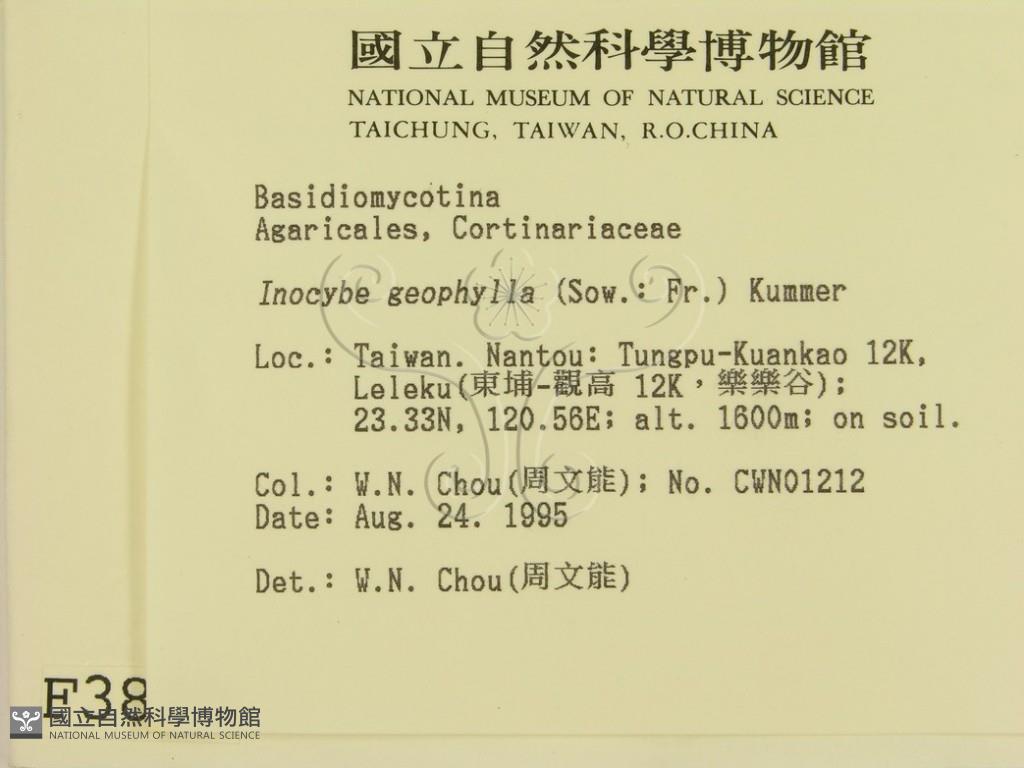 國立自然科學博物館
NATIONAL MUSEUM OF NATURAL SCIENCE
TAICHUNG, TAIWAN, R.O.CHINA
Basidiomycotina
Agaricales, Cortinariaceae
Inocybe geophylla (Sow.: Fr.) Kummer
Loc.: Taiwan. Nantou: Tungpu-Kuankao 12K,
Leleku(東埔-觀高 12K，樂樂谷);
23.33N, 120.56E; alt. 1600m; on soil.
Col.: W.N. Chou(周文能); No. CWN01212
Date: Aug. 24. 1995
Det.: W.N. Chou(周文能)
F38
國立自然科學博物館
NATIONAL MUSEUM OF NATURAL SCIENCE